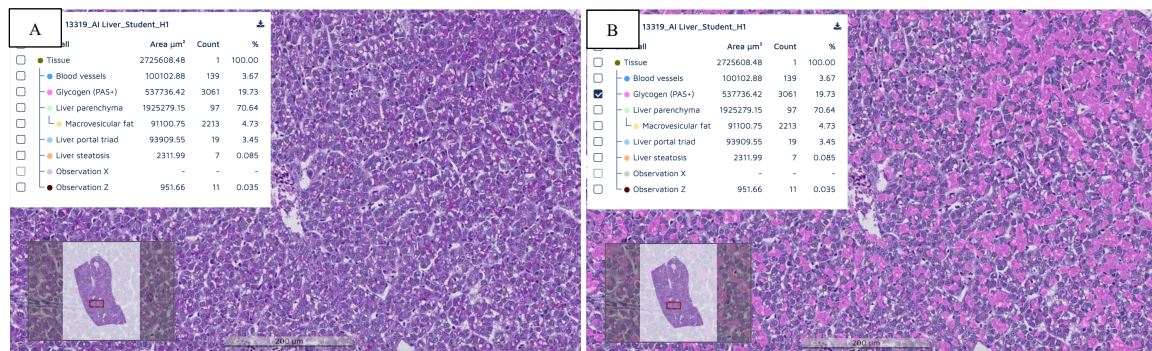 A
13319_AI Liver_Student_H1
all Area μm² Count %
Tissue 2725608.48 1 100.00
Blood vessels 100102.88 139 3.67
Glycogen (PAS+) 537736.42 3061 19.73
Liver parenchyma 1925279.15 97 70.64
Macrovesicular fat 91100.75 2213 4.73
Liver portal triad 93909.55 19 3.45
Liver steatosis 2311.99 7 0.085
Observation X - - -
Observation Z 951.66 11 0.035
200 μm
B
13319_AI Liver_Student_H1
all Area μm² Count %
Tissue 2725608.48 1 100.00
Blood vessels 100102.88 139 3.67
Glycogen (PAS+) 537736.42 3061 19.73
Liver parenchyma 1925279.15 97 70.64
Macrovesicular fat 91100.75 2213 4.73
Liver portal triad 93909.55 19 3.45
Liver steatosis 2311.99 7 0.085
Observation X - - -
Observation Z 951.66 11 0.035
200 μm